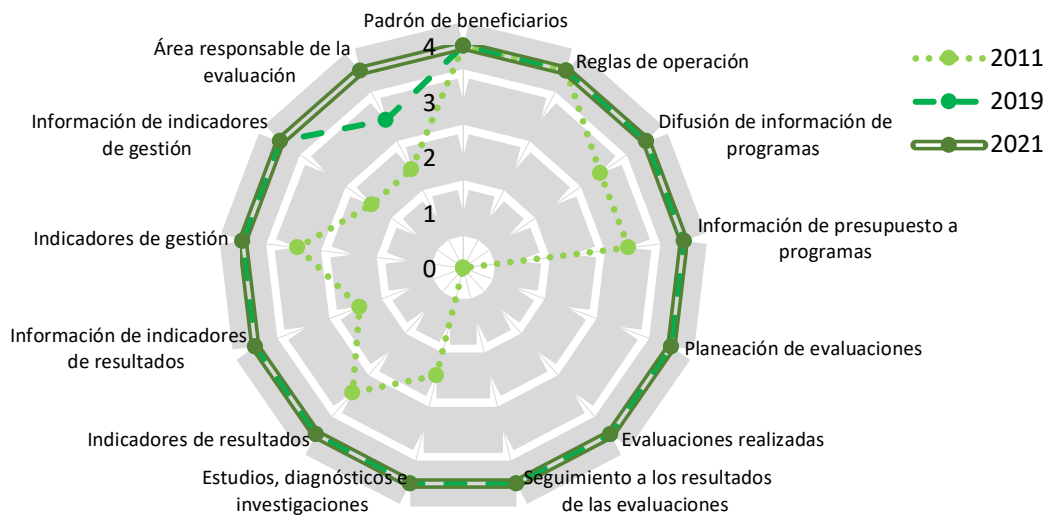 Padrón de beneficiarios
Reglas de operación
Difusión de información de
programas
Información de presupuesto a
programas
Planeación de evaluaciones
Evaluaciones realizadas
Seguimiento a los resultados
de las evaluaciones
Estudios, diagnósticos e
investigaciones
Indicadores de resultados
Información de indicadores
de resultados
Indicadores de gestión
Información de indicadores
de gestión
Área responsable de la
evaluación
4
3
2
1
0
2011
2019
2021